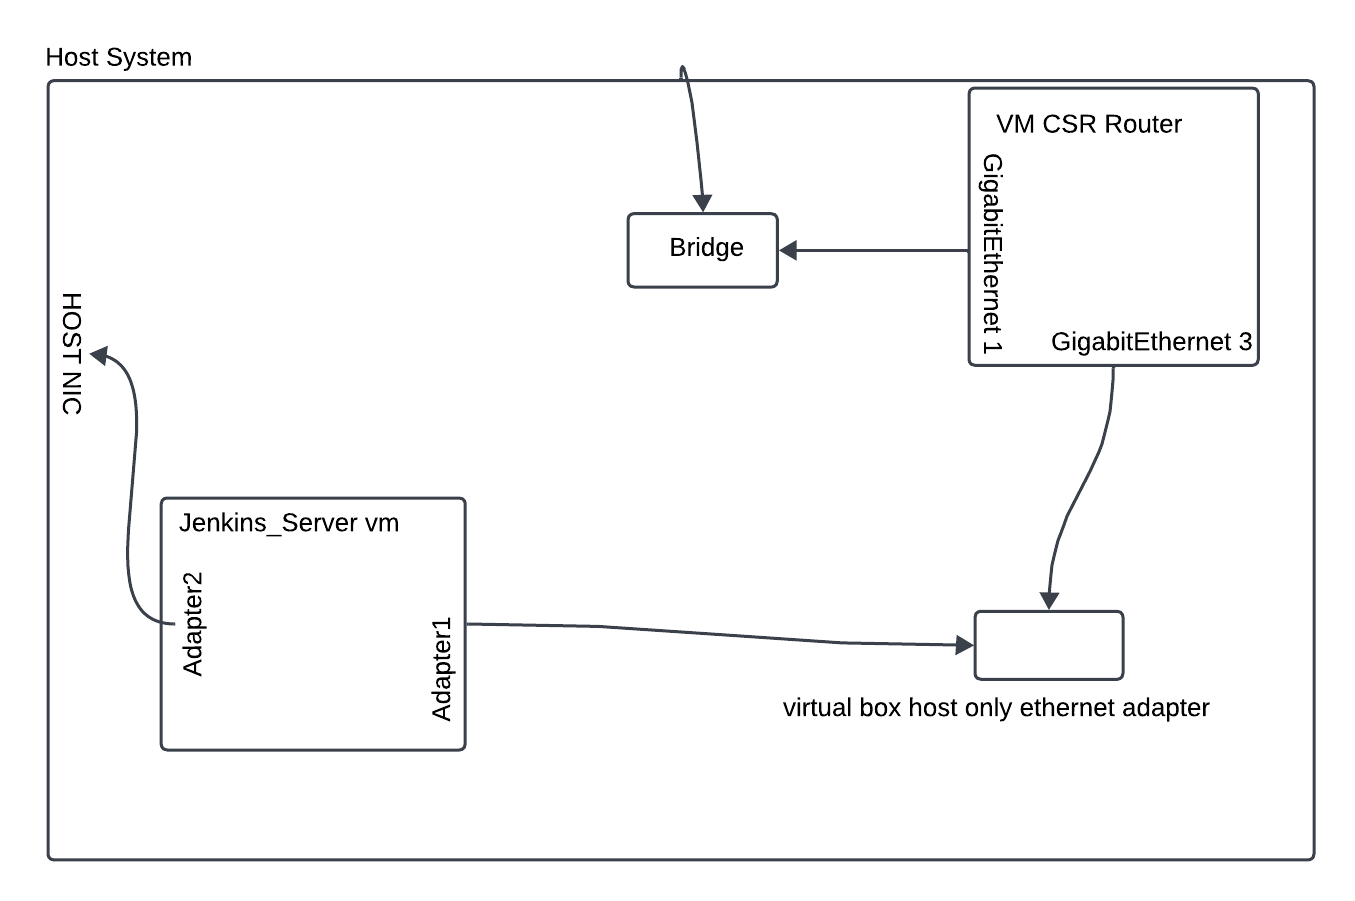 Host System
VM CSR Router
GigabitEthernet 1
Bridge
GigabitEthernet 3
HOST NIC
Jenkins_Server vm
Adapter2
Adapter1
virtual box host only ethernet adapter